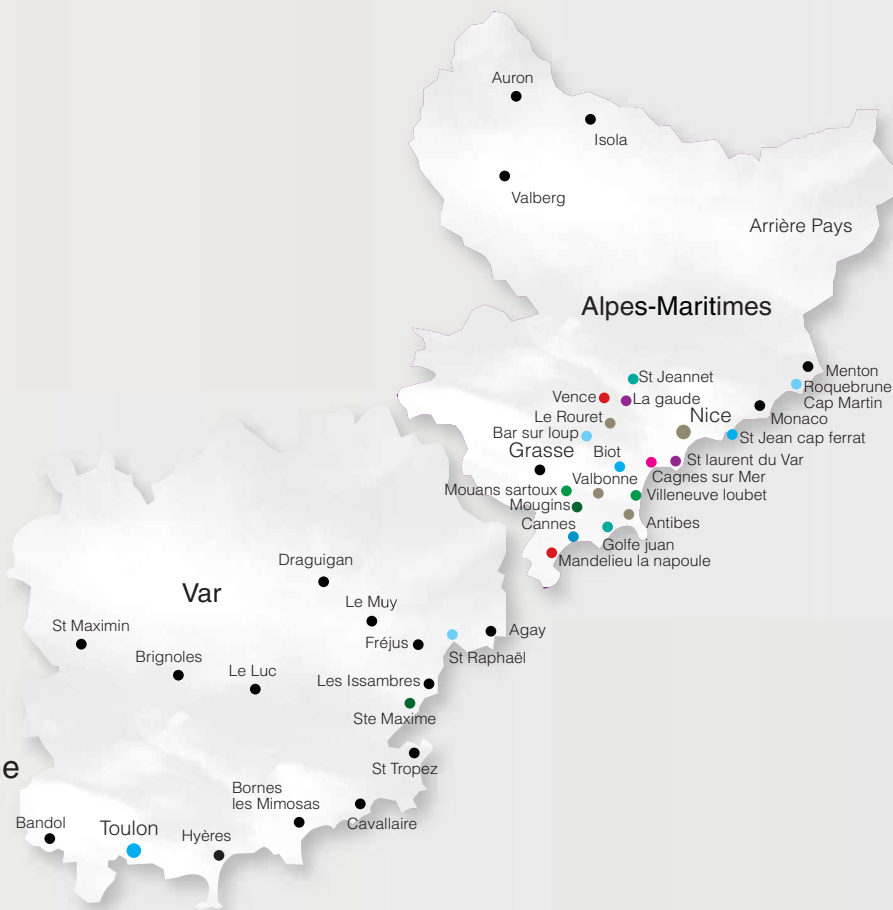 Auron
Isola
Valberg
Arrière Pays
Alpes-Maritimes
St Jeannet
Menton
Vence
La gaude
Roquebrune
Cap Martin
Le Rouret
Nice
Monaco
Bar sur loup
St Jean cap ferrat
Grasse
Biot
St laurent du Var
Cagnes sur Mer
Valbonne
Mouans sartoux
Villeneuve loubet
Mougins
Cannes
Antibes
Golfe juan
Mandelieu la napoule
Draguigan
Var
Le Muy
St Maximin
Agay
Fréjus
St Raphaël
Brignoles
Le Luc
Les Issambres
Ste Maxime
e
St Tropez
Bornes
les Mimosas
Cavallaire
Bandol
Toulon
Hyères